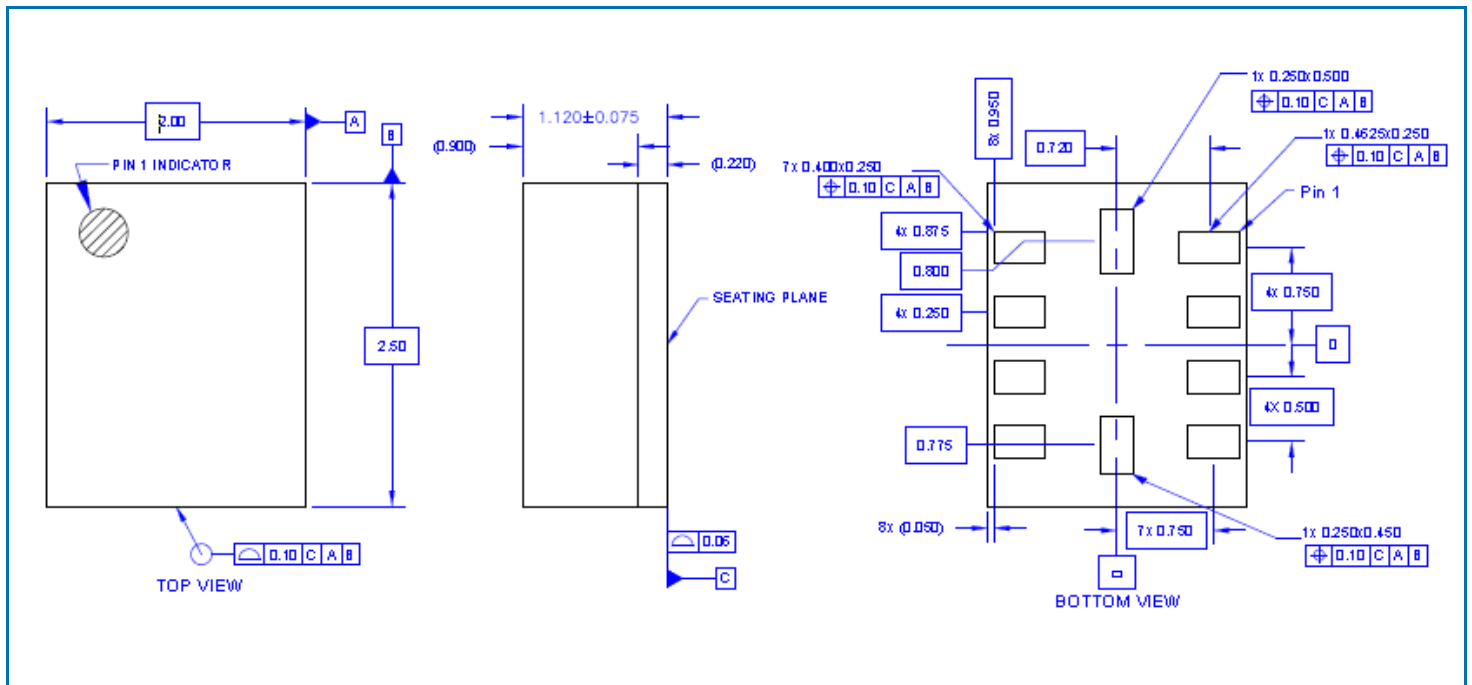 2.00
A
B
PIN 1 INDICATOR
2.50
0.10 C A B
TOP VIEW
1.120±0.075
(0.900)
(0.220)
SEATING PLANE
0.05
C
8x 0.950
0.720
1x 0.250x0.500
0.10 C A B
1x 0.4625x0.250
0.10 C A B
7x 0.400x0.250
0.10 C A B
Pin 1
4x 0.875
0.800
4x 0.250
4x 0.750
4X 0.500
0.775
8x (0.050)
7x 0.750
1x 0.250x0.450
0.10 C A B
BOTTOM VIEW